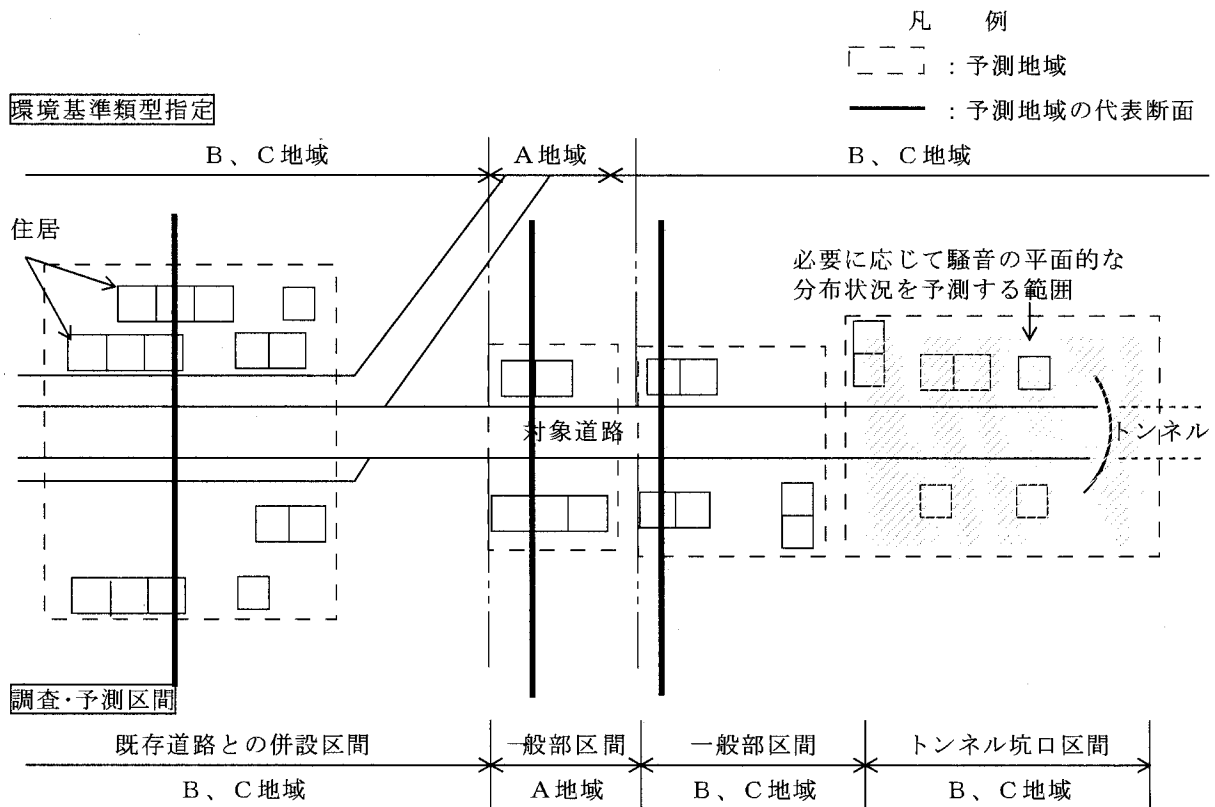 凡　例
：予測地域
：予測地域の代表断面
環境基準類型指定
B、C地域
A地域
B、C地域
住居
必要に応じて騒音の平面的な
分布状況を予測する範囲
対象道路
トンネル
調査・予測区間
既存道路との併設区間
一般部区間
一般部区間
トンネル坑口区間
B、C地域
A地域
B、C地域
B、C地域